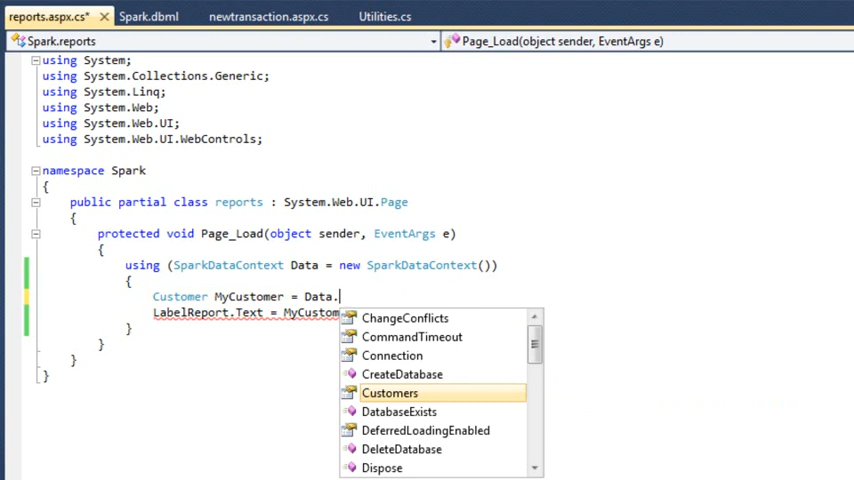 reports.aspx.cs* Spark.dbml newtransaction.aspx.cs Utilities.cs
Spark.reports Page_Load(object sender, EventArgs e)
using System;
using System.Collections.Generic;
using System.Linq;
using System.Web;
using System.Web.UI;
using System.Web.UI.WebControls;
namespace Spark
{
public partial class reports : System.Web.UI.Page
{
protected void Page_Load(object sender, EventArgs e)
{
using (SparkDataContext Data = new SparkDataContext())
{
Customer MyCustomer = Data.
LabelReport.Text = MyCustom
}
}
}
}
ChangeConflicts
CommandTimeout
Connection
CreateDatabase
Customers
DatabaseExists
DeferredLoadingEnabled
DeleteDatabase
Dispose